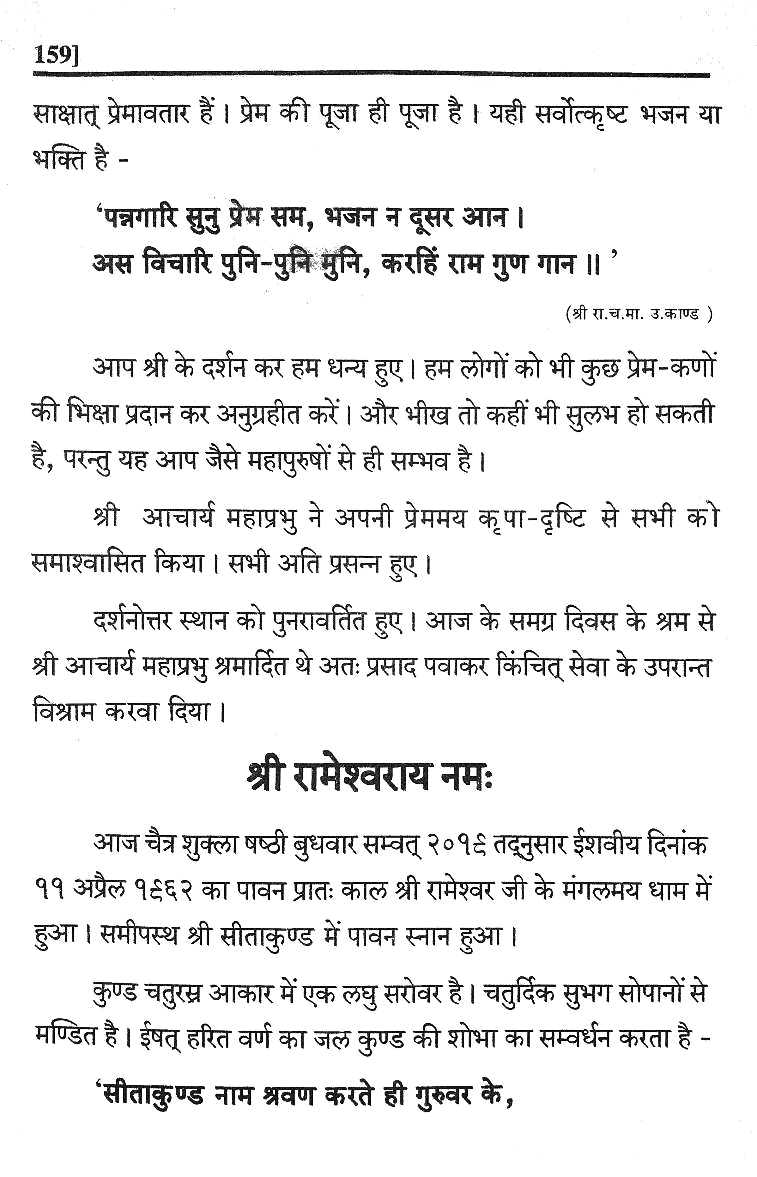 159]
साक्षात् प्रेमावतार हैं। प्रेम की पूजा ही पूजा है। यही सर्वोत्कृष्ट भजन या
भक्ति है -
‘पन्नगारि सुनु प्रेम सम, भजन न दूसर आन।
अस विचारि पुनि-पुनि मुनि, करहिं राम गुण गान॥ ’
(श्री रा.च.मा. उ.काण्ड )
आप श्री के दर्शन कर हम धन्य हुए। हम लोगों को भी कुछ प्रेम-कणों
की भिक्षा प्रदान कर अनुग्रहीत करें। और भीख तो कहीं भी सुलभ हो सकती
है, परन्तु यह आप जैसे महापुरुषों से ही सम्भव है।
श्री आचार्य महाप्रभु ने अपनी प्रेममय कृपा-दृष्टि से सभी को
समाश्वासित किया। सभी अति प्रसन्न हुए।
दर्शनोत्तर स्थान को पुनरावर्तित हुए। आज के समग्र दिवस के श्रम से
श्री आचार्य महाप्रभु श्रमार्दित थे अतः प्रसाद पवाकर किंचित् सेवा के उपरान्त
विश्राम करवा दिया।
श्री रामेश्वराय नमः
आज चैत्र शुक्ला षष्ठी बुधवार सम्वत् २०१९ तद्नुसार ईशवीय दिनांक
११ अप्रैल १९६२ का पावन प्रातः काल श्री रामेश्वर जी के मंगलमय धाम में
हुआ। समीपस्थ श्री सीताकुण्ड में पावन स्नान हुआ।
कुण्ड चतुरस्र आकार में एक लघु सरोवर है। चतुर्दिक सुभग सोपानों से
मण्डित है। ईषत् हरित वर्ण का जल कुण्ड की शोभा का सम्वर्धन करता है -
‘सीताकुण्ड नाम श्रवण करते ही गुरुवर के,